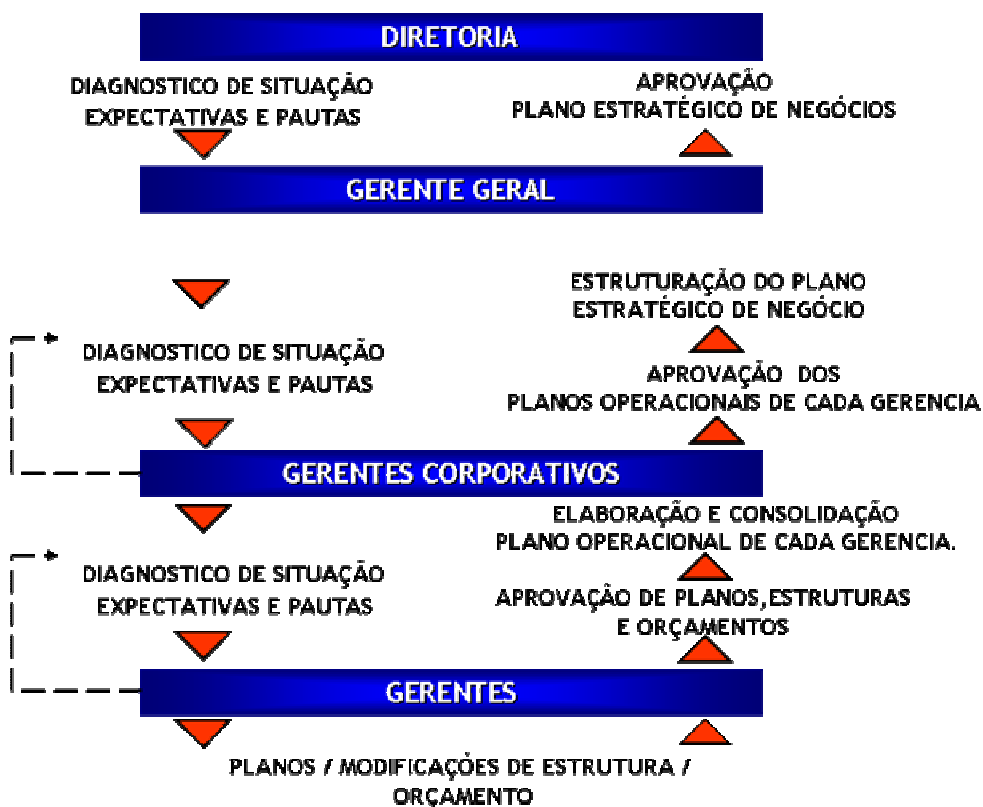 DIRETORIA
DIAGNOSTICO DE SITUAÇÃO
EXPECTATIVAS E PAUTAS
APROVAÇÃO
PLANO ESTRATÉGICO DE NEGÓCIOS
GERENTE GERAL
ESTRUTURAÇÃO DO PLANO
ESTRATÉGICO DE NEGÓCIO
DIAGNOSTICO DE SITUAÇÃO
EXPECTATIVAS E PAUTAS
APROVAÇÃO DOS
PLANOS OPERACIONAIS DE CADA GERENCIA
GERENTES CORPORATIVOS
ELABORAÇÃO E CONSOLIDAÇÃO
PLANO OPERACIONAL DE CADA GERENCIA.
DIAGNOSTICO DE SITUAÇÃO
EXPECTATIVAS E PAUTAS
APROVAÇÃO DE PLANOS,ESTRUTURAS
E ORÇAMENTOS
GERENTES
PLANOS / MODIFICAÇÕES DE ESTRUTURA /
ORÇAMENTO